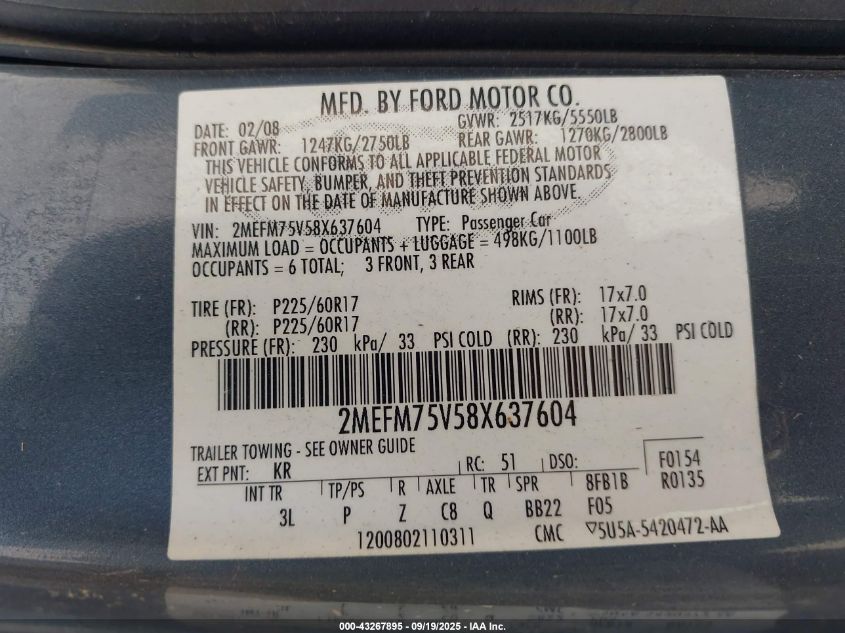 MFD. BY FORD MOTOR CO.
DATE: 02/08 GVWR: 2517KG/5550LB
FRONT GAWR: 1247KG/2750LB REAR GAWR: 1270KG/2800LB
THIS VEHICLE CONFORMS TO ALL APPLICABLE FEDERAL MOTOR
VEHICLE SAFETY, BUMPER, AND THEFT PREVENTION STANDARDS
IN EFFECT ON THE DATE OF MANUFACTURE SHOWN ABOVE.
VIN: 2MEFM75V58X637604 TYPE: Passenger Car
MAXIMUM LOAD = OCCUPANTS + LUGGAGE = 498KG/1100LB
OCCUPANTS = 6 TOTAL; 3 FRONT, 3 REAR
TIRE (FR): P225/60R17 RIMS (FR): 17x7.0
(RR): P225/60R17 (RR): 17x7.0
PRESSURE (FR): 230 kPa/ 33 PSI COLD (RR): 230 kPa/ 33 PSI COLD
2MEFM75V58X637604
TRAILER TOWING - SEE OWNER GUIDE
EXT PNT: KR RC: 51 DSO: F0154
INT TR TP/PS R AXLE TR SPR 8FB1B R0135
3L P Z C8 Q BB22 F05
1200802110311 CMC ▽5U5A-5420472-AA
000-43267895 - 09/19/2025 - IAA Inc.